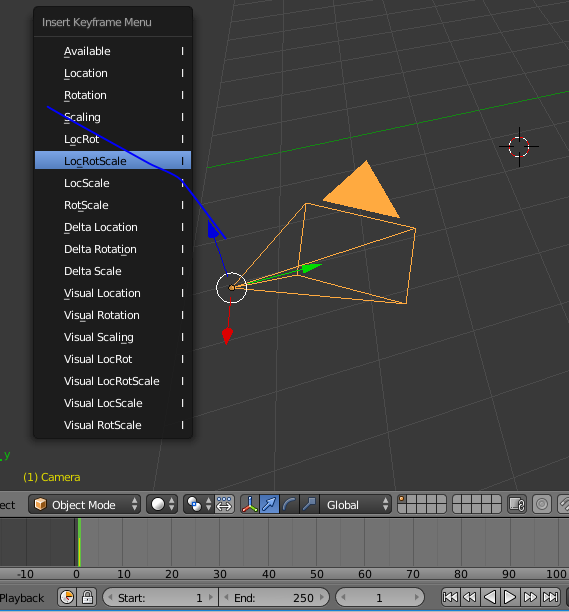 Insert Keyframe Menu
Available I
Location I
Rotation I
Scaling I
LocRot I
LocRotScale I
LocScale I
RotScale I
Delta Location I
Delta Rotation I
Delta Scale I
Visual Location I
Visual Rotation I
Visual Scaling I
Visual LocRot I
Visual LocRotScale I
Visual LocScale I
Visual RotScale I
y
(1) Camera
ect Object Mode Global
-10 0 10 20 30 40 50 60 70 80 90 100
Playback Start: 1 End: 250 1